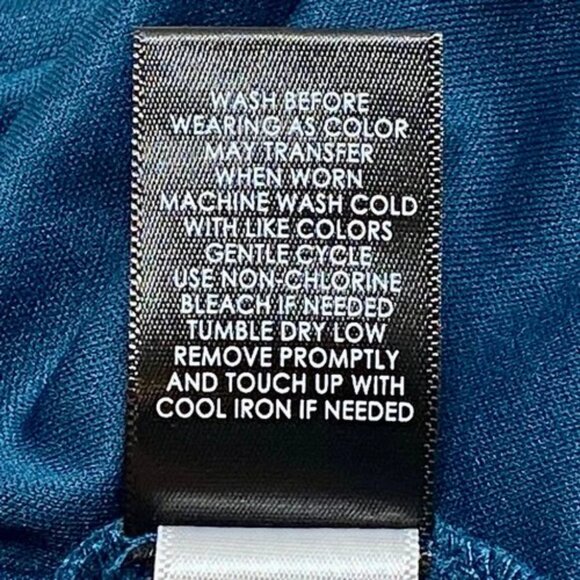 WASH BEFORE
WEARING AS COLOR
MAY TRANSFER
WHEN WORN
MACHINE WASH COLD
WITH LIKE COLORS
GENTLE CYCLE
USE NON-CHLORINE
BLEACH IF NEEDED
TUMBLE DRY LOW
REMOVE PROMPTLY
AND TOUCH UP WITH
COOL IRON IF NEEDED